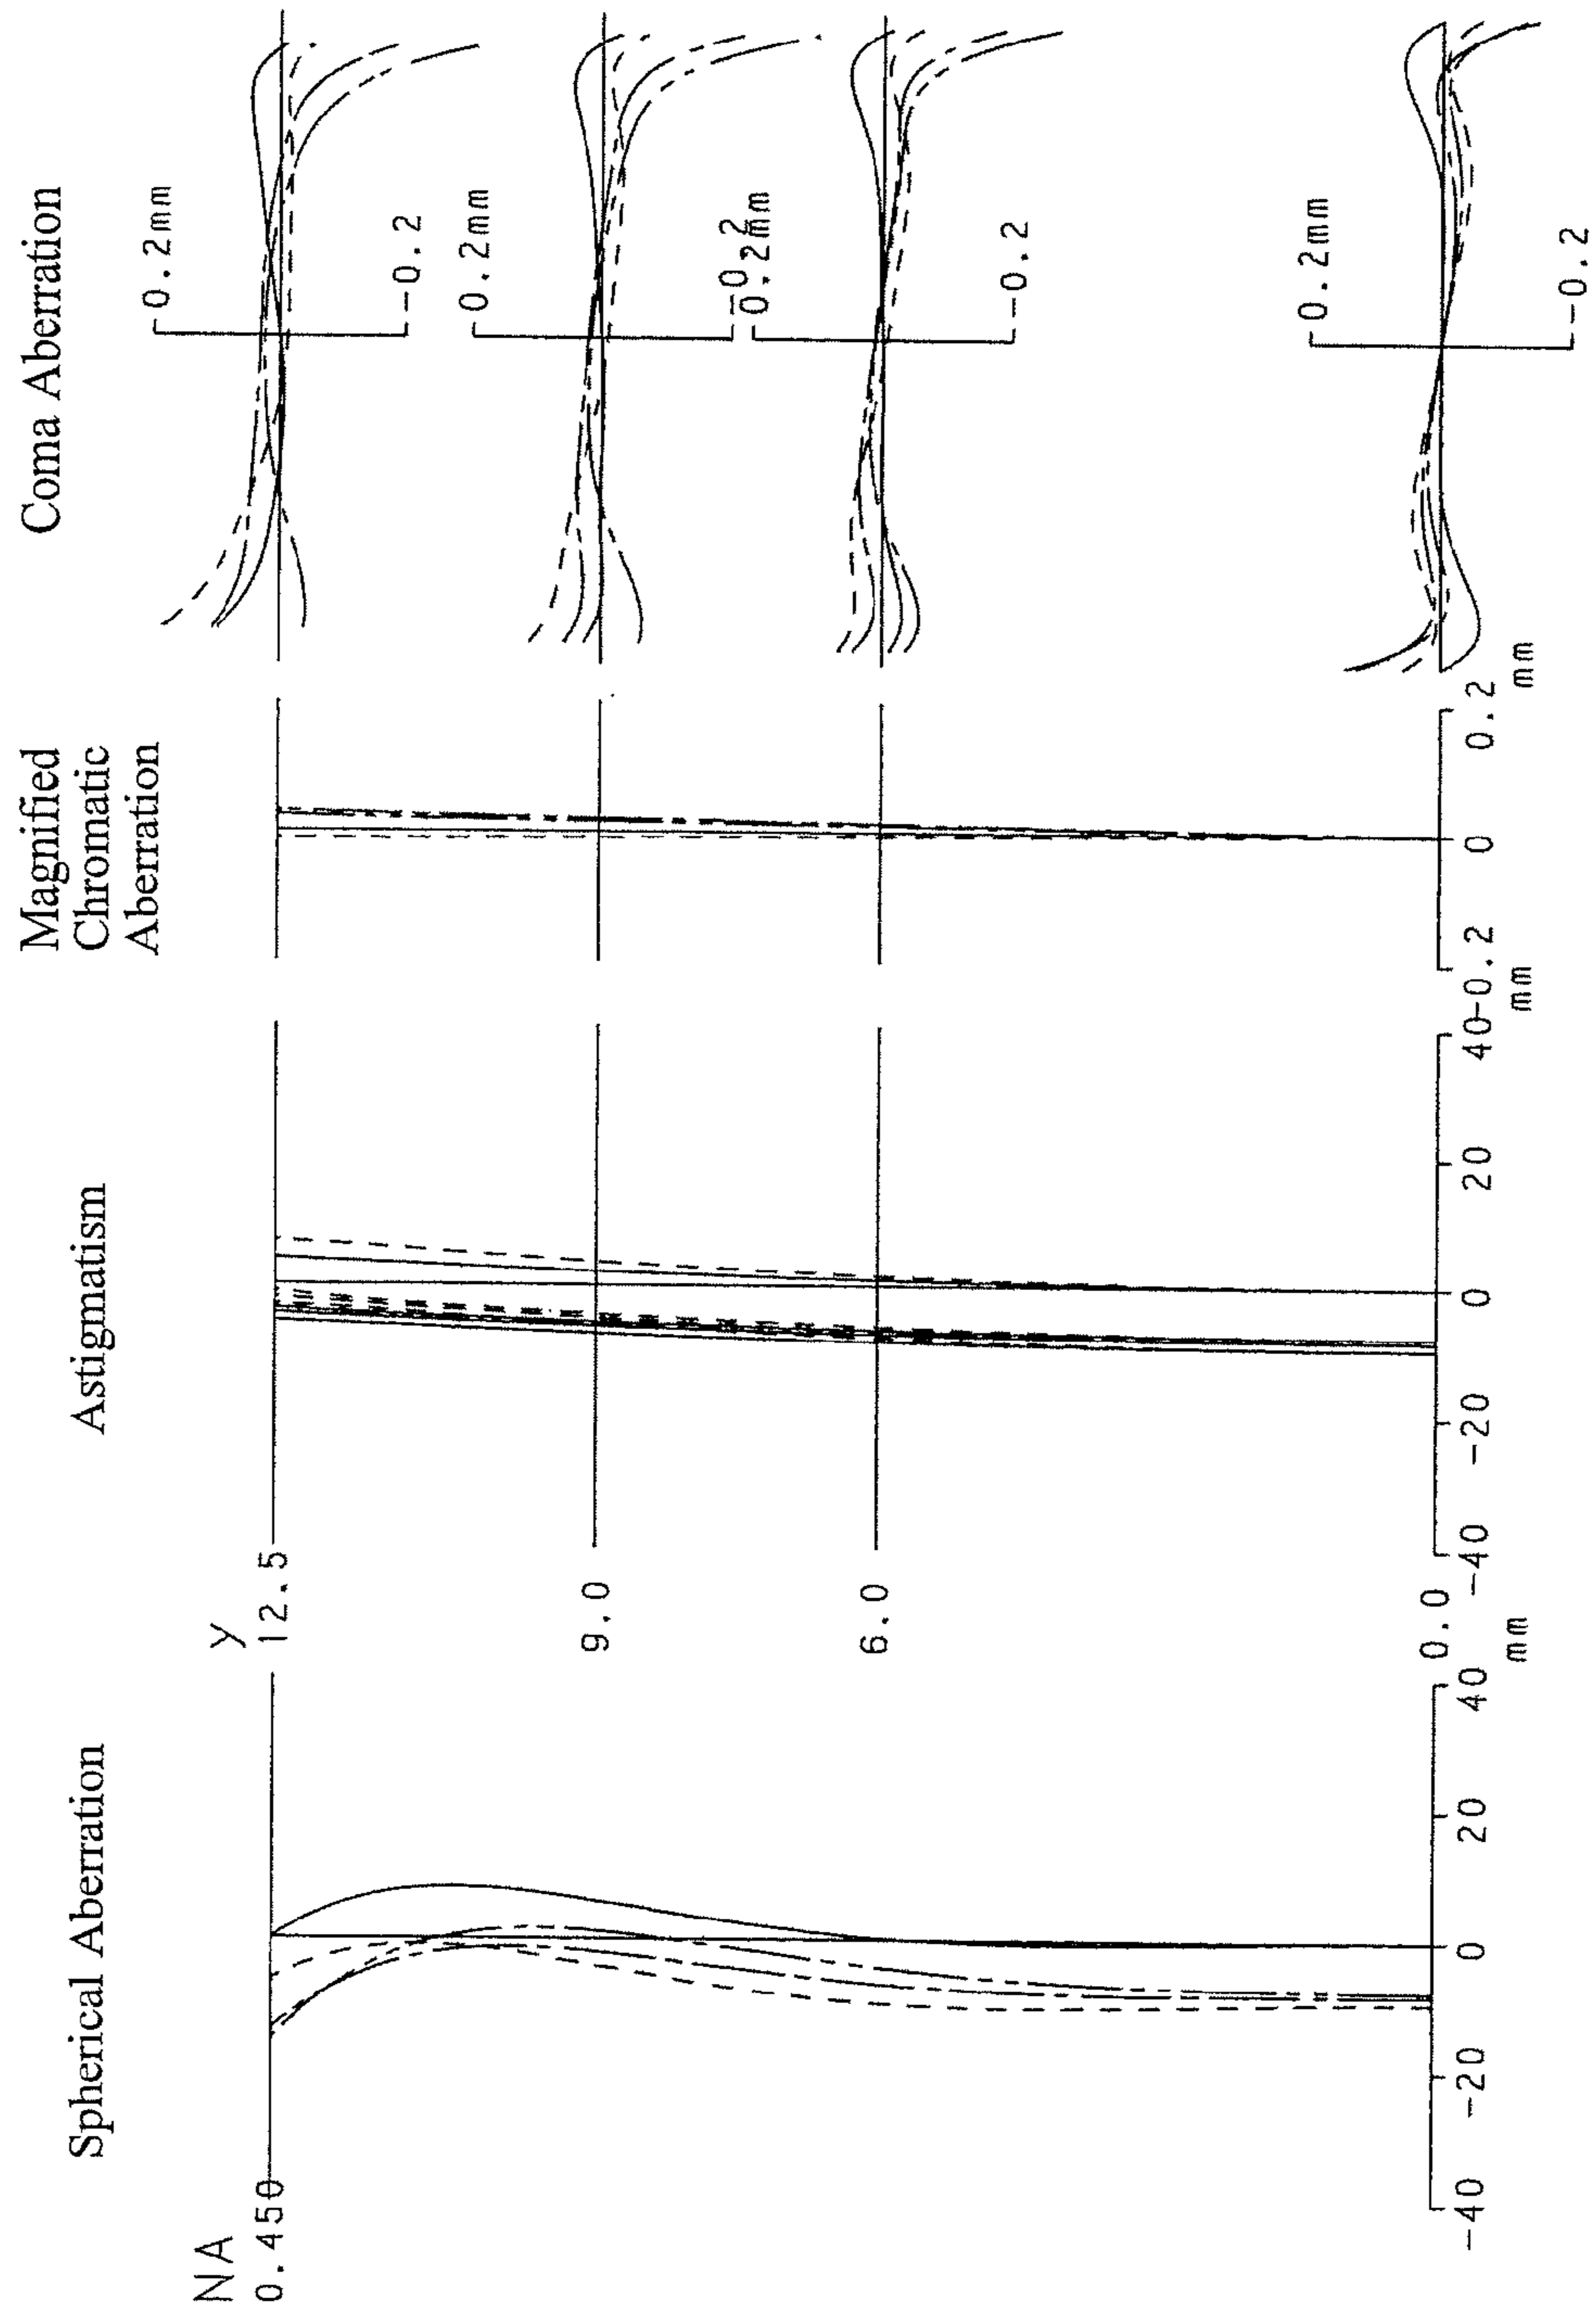 Spherical Aberration
NA
0.450
-40
-20
0
20
40
mm
Astigmatism
y
12.5
9.0
6.0
0.0
-40
-20
0
20
40
mm
Magnified
Chromatic
Aberration
-0.2
0
0.2
mm
Coma Aberration
0.2mm
-0.2
0.2mm
-0.2
0.2mm
-0.2
0.2mm
-0.2